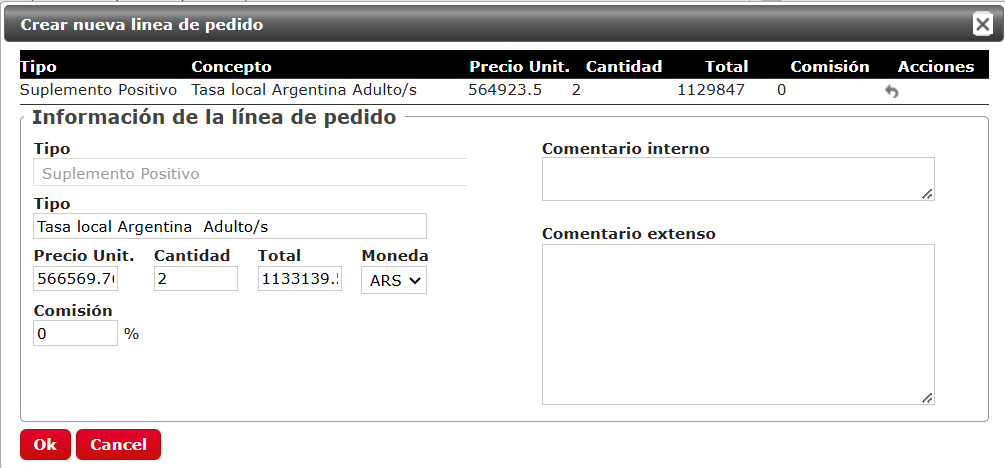 Crear nueva linea de pedido
Tipo Concepto Precio Unit. Cantidad Total Comisión Acciones
Suplemento Positivo Tasa local Argentina Adulto/s 564923.5 2 1129847 0
Información de la línea de pedido
Tipo
Suplemento Positivo
Tipo
Tasa local Argentina  Adulto/s
Precio Unit. Cantidad Total Moneda
566569.7 2 1133139. ARS
Comisión
0 %
Comentario interno
Comentario extenso
Ok Cancel